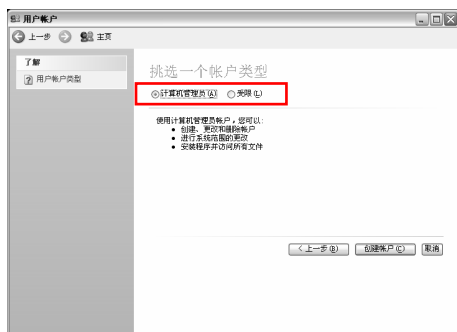 用户帐户
上一步 主页
了解
用户帐户类型
挑选一个帐户类型
计算机管理员(A) 受限(L)
使用计算机管理员帐户，您可以:
• 创建、更改和删除帐户
• 进行系统范围的更改
• 安装程序并访问所有文件
< 上一步(B) 创建帐户(C) 取消